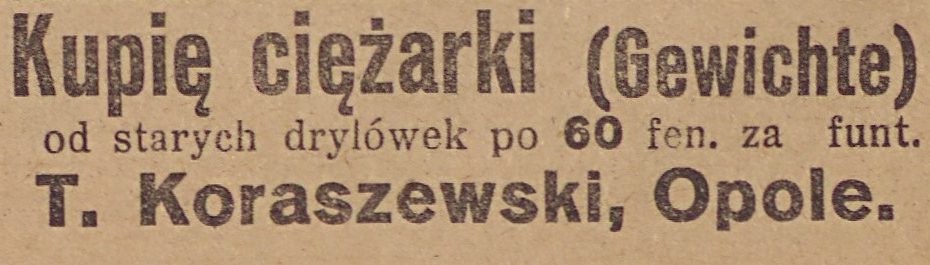 Kupię ciężarki (Gewichte)
od starych drylówek po 60 fen. za funt.
T. Koraszewski, Opole.